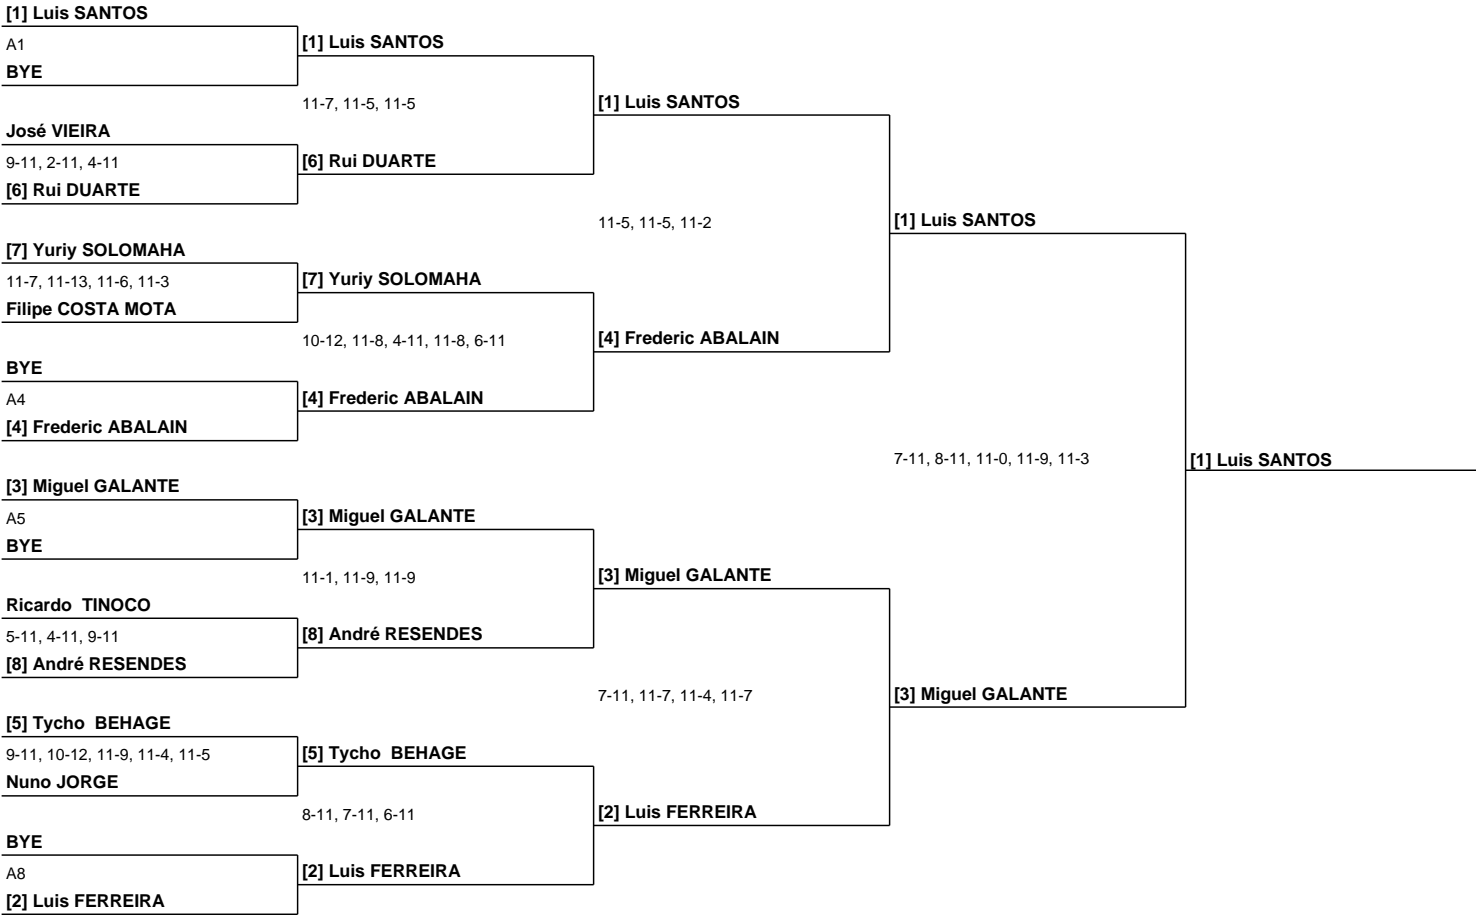 [1] Luis SANTOS
A1
BYE
José VIEIRA
9-11, 2-11, 4-11
[6] Rui DUARTE
[7] Yuriy SOLOMAHA
11-7, 11-13, 11-6, 11-3
Filipe COSTA MOTA
BYE
A4
[4] Frederic ABALAIN
[3] Miguel GALANTE
A5
BYE
Ricardo  TINOCO
5-11, 4-11, 9-11
[8] André RESENDES
[5] Tycho  BEHAGE
9-11, 10-12, 11-9, 11-4, 11-5
Nuno JORGE
BYE
A8
[2] Luis FERREIRA
[1] Luis SANTOS
11-7, 11-5, 11-5
[6] Rui DUARTE
[7] Yuriy SOLOMAHA
10-12, 11-8, 4-11, 11-8, 6-11
[4] Frederic ABALAIN
[3] Miguel GALANTE
11-1, 11-9, 11-9
[8] André RESENDES
[5] Tycho  BEHAGE
8-11, 7-11, 6-11
[2] Luis FERREIRA
[1] Luis SANTOS
11-5, 11-5, 11-2
[4] Frederic ABALAIN
[3] Miguel GALANTE
7-11, 11-7, 11-4, 11-7
[2] Luis FERREIRA
[1] Luis SANTOS
7-11, 8-11, 11-0, 11-9, 11-3
[3] Miguel GALANTE
[1] Luis SANTOS